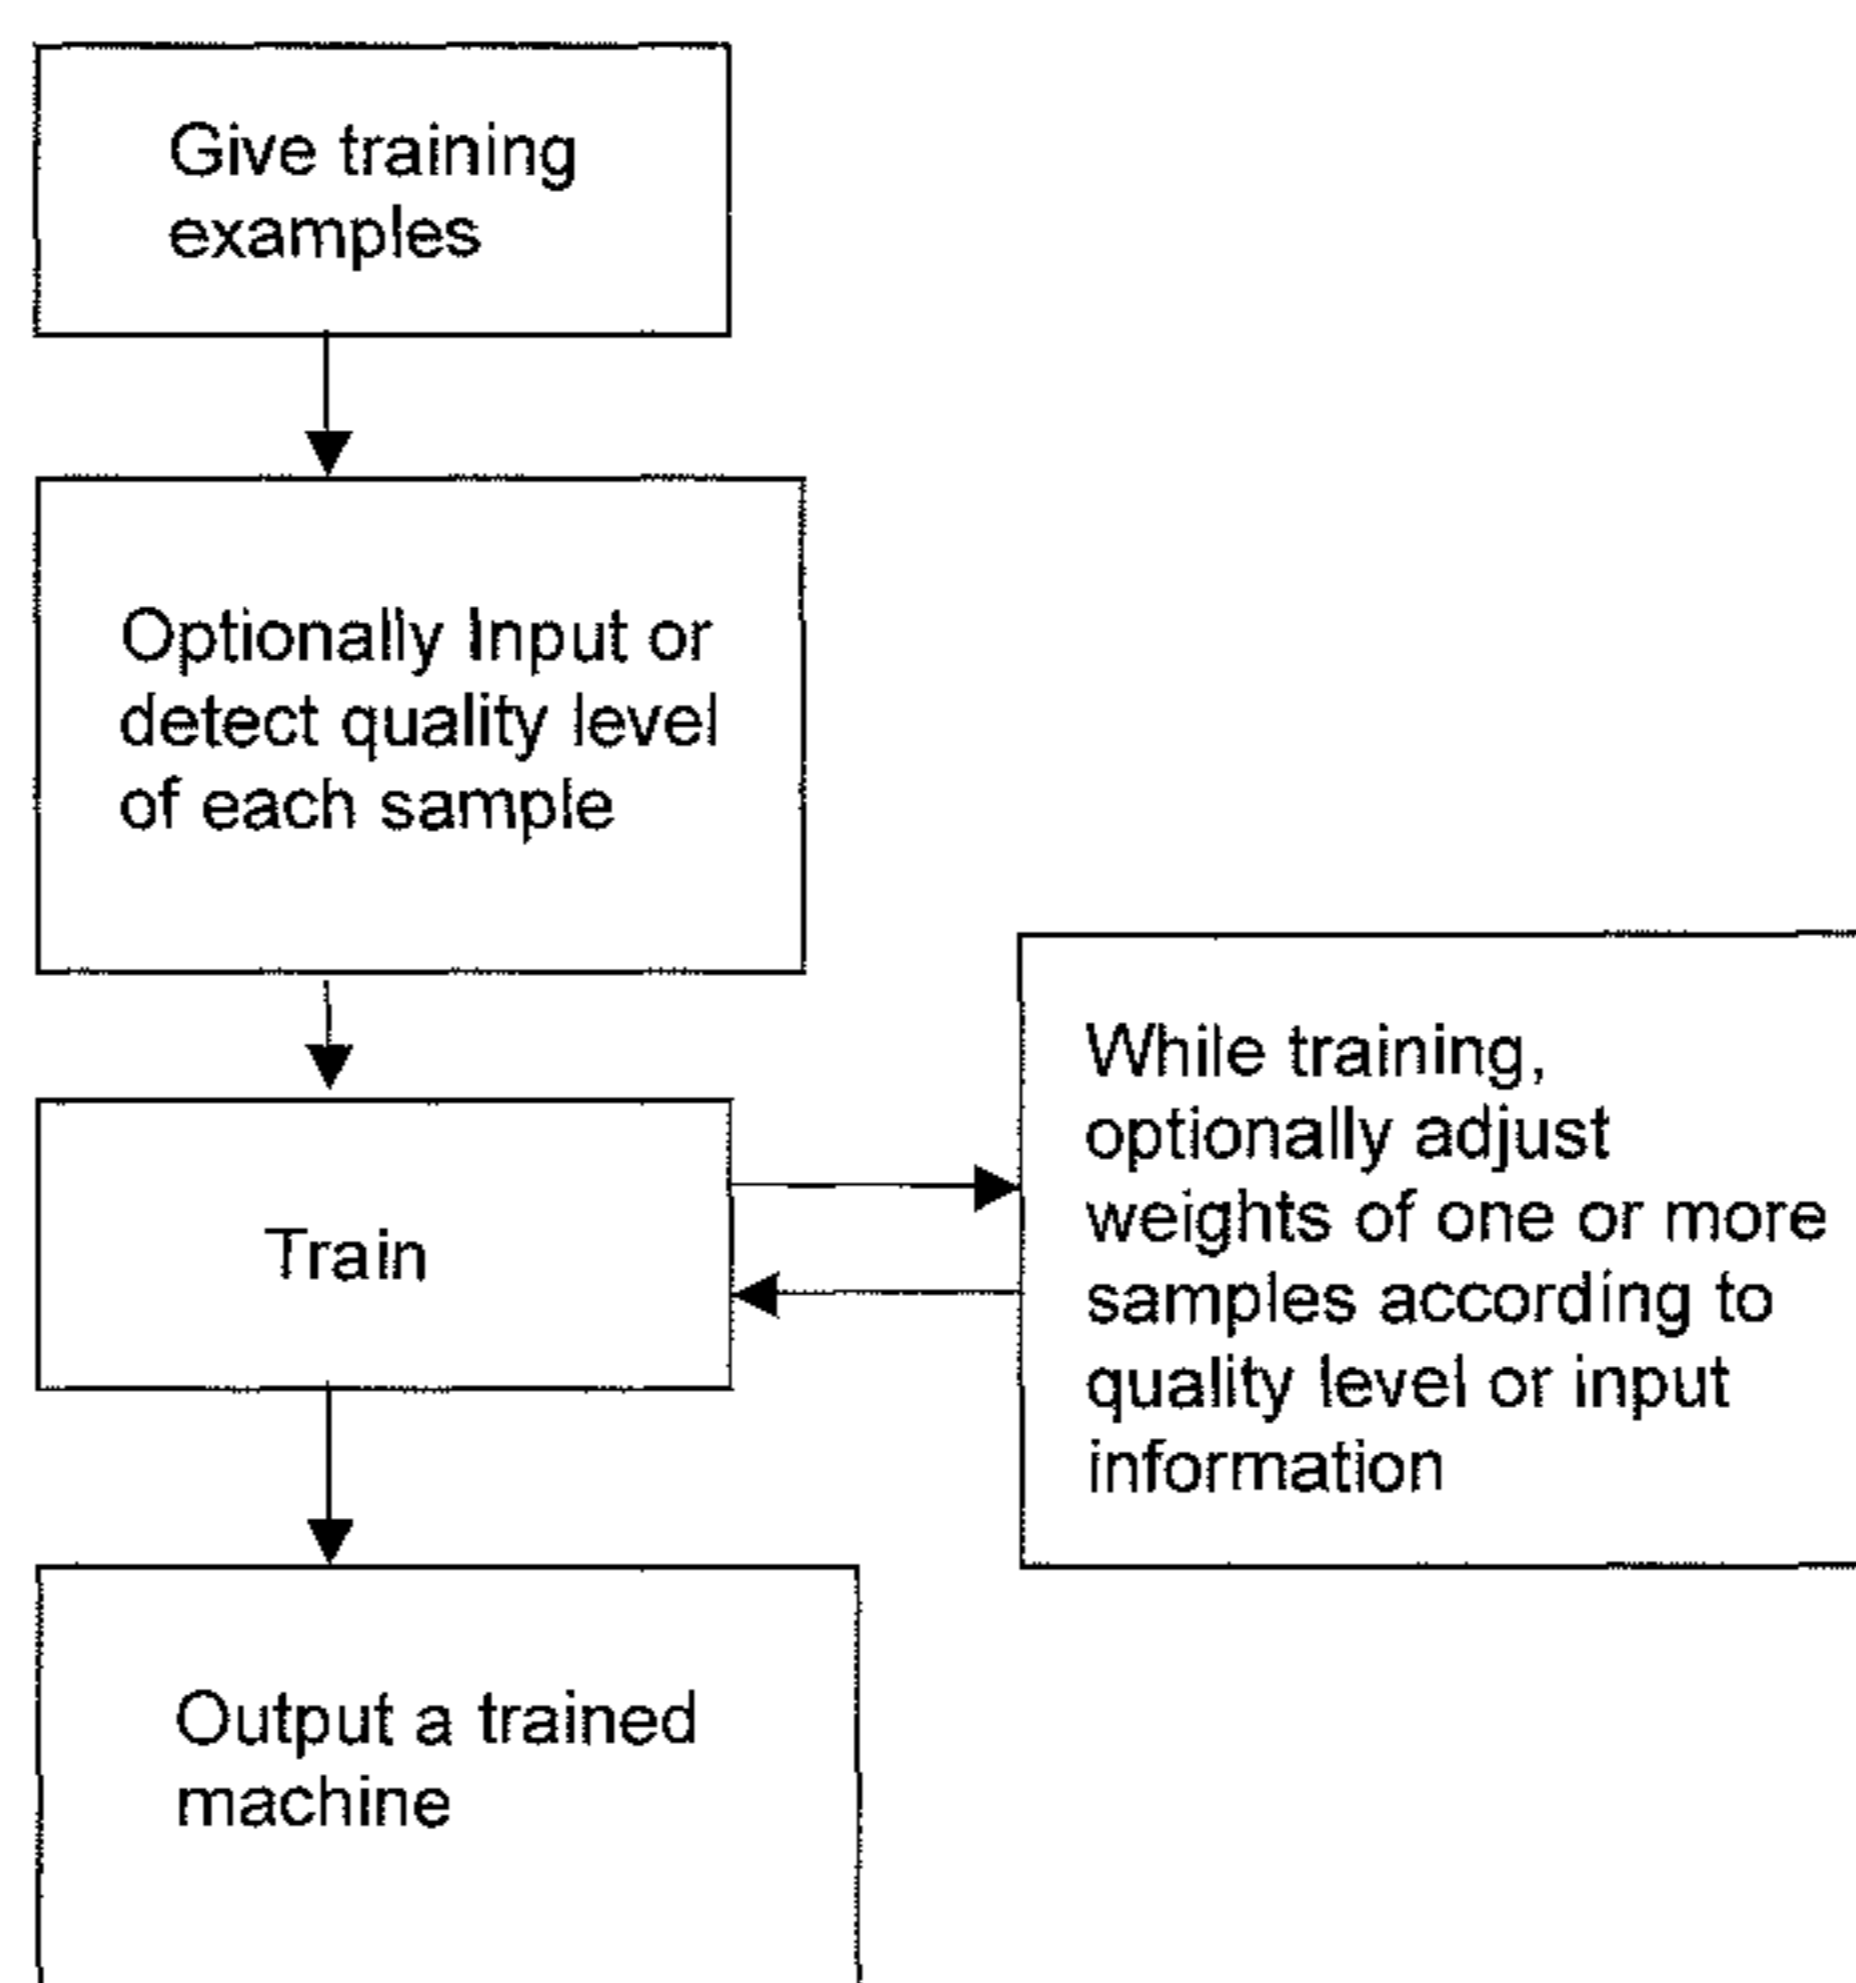 Give training
examples
Optionally Input or
detect quality level
of each sample
Train
While training,
optionally adjust
weights of one or more
samples according to
quality level or input
information
Output a trained
machine